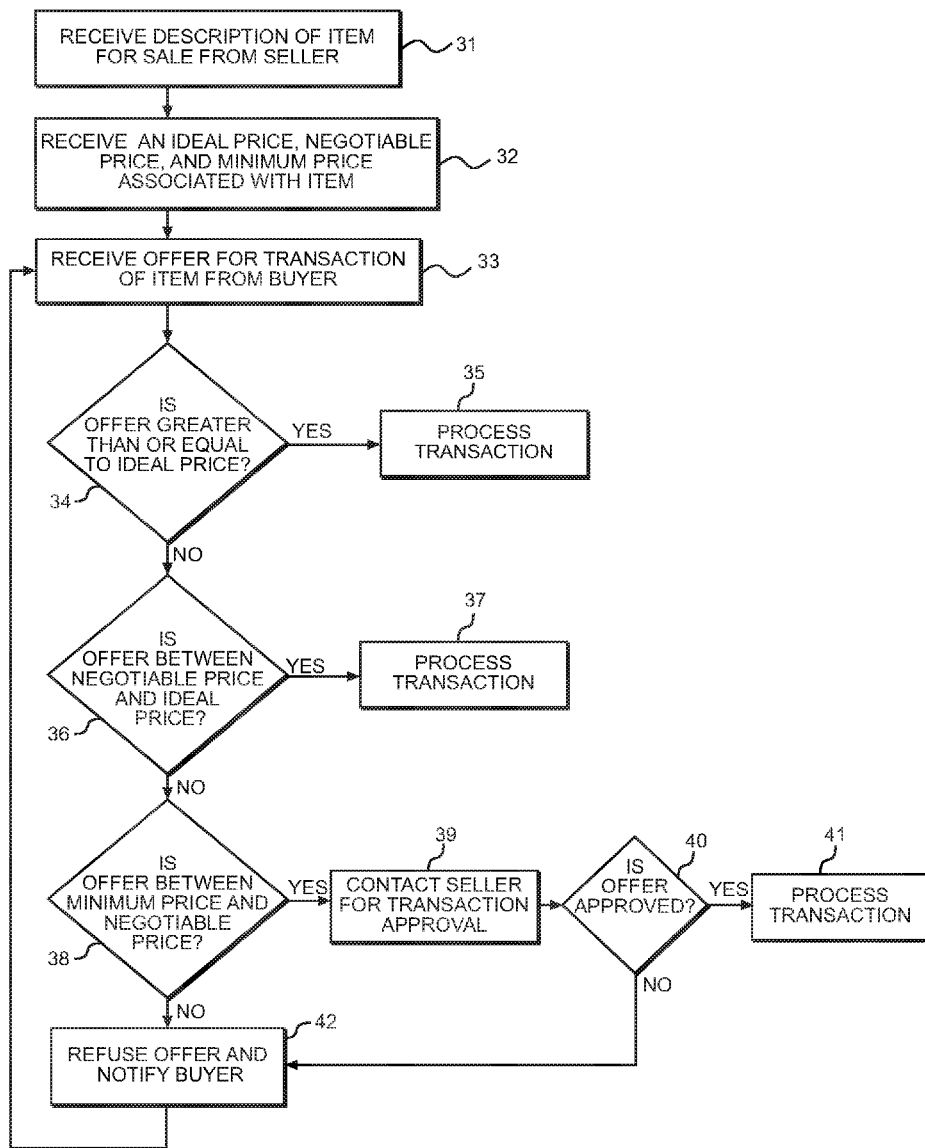 RECEIVE DESCRIPTION OF ITEM
FOR SALE FROM SELLER
31
RECEIVE AN IDEAL PRICE, NEGOTIABLE
PRICE, AND MINIMUM PRICE
ASSOCIATED WITH ITEM
32
RECEIVE OFFER FOR TRANSACTION
OF ITEM FROM BUYER
33
IS
OFFER GREATER
THAN OR EQUAL
TO IDEAL PRICE?
34
YES
35
PROCESS
TRANSACTION
NO
IS
OFFER BETWEEN
NEGOTIABLE PRICE
AND IDEAL
PRICE?
36
YES
37
PROCESS
TRANSACTION
NO
IS
OFFER BETWEEN
MINIMUM PRICE AND
NEGOTIABLE
PRICE?
38
YES
39
CONTACT SELLER
FOR TRANSACTION
APPROVAL
40
IS
OFFER
APPROVED?
YES
41
PROCESS
TRANSACTION
NO
NO
42
REFUSE OFFER AND
NOTIFY BUYER